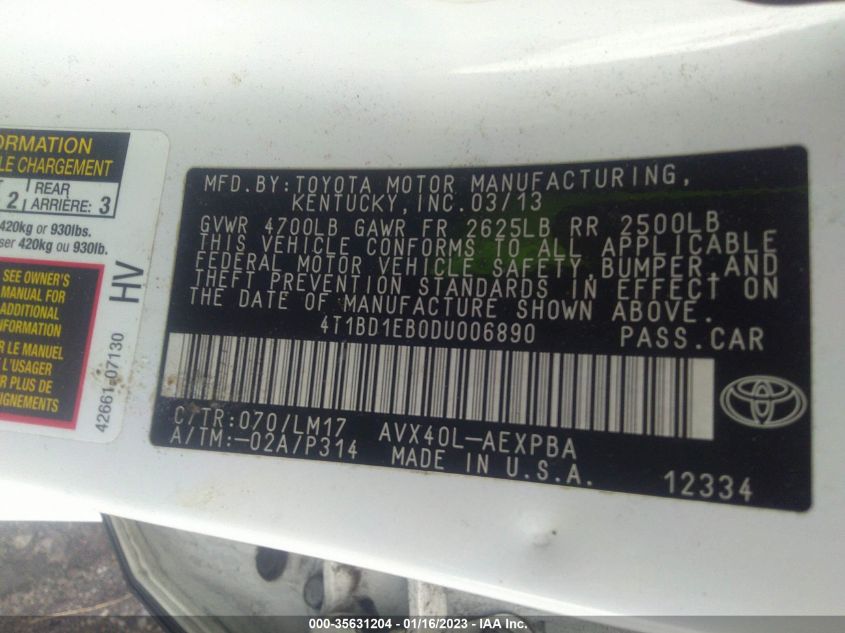 ORMATION
LE CHARGEMENT
2 REAR ARRIÈRE: 3
420kg or 930lbs.
ser 420kg ou 930lb.
SEE OWNER'S
MANUAL FOR
ADDITIONAL
INFORMATION
R LE MANUEL
L'USAGER
R PLUS DE
EIGNEMENTS
HV
42661-07130
MFD.BY:TOYOTA MOTOR MANUFACTURING,
KENTUCKY,INC.03/13
GVWR 4700LB GAWR FR 2625LB RR 2500LB
THIS VEHICLE CONFORMS TO ALL APPLICABLE
FEDERAL MOTOR VEHICLE SAFETY,BUMPER,AND
THEFT PREVENTION STANDARDS IN EFFECT ON
THE DATE OF MANUFACTURE SHOWN ABOVE.
4T1BD1EB0DU006890 PASS.CAR
C/TR:070/LM17 AVX40L-AEXPBA
A/TM:-02A/P314 MADE IN U.S.A.
12334
000-35631204 - 01/16/2023 - IAA Inc.